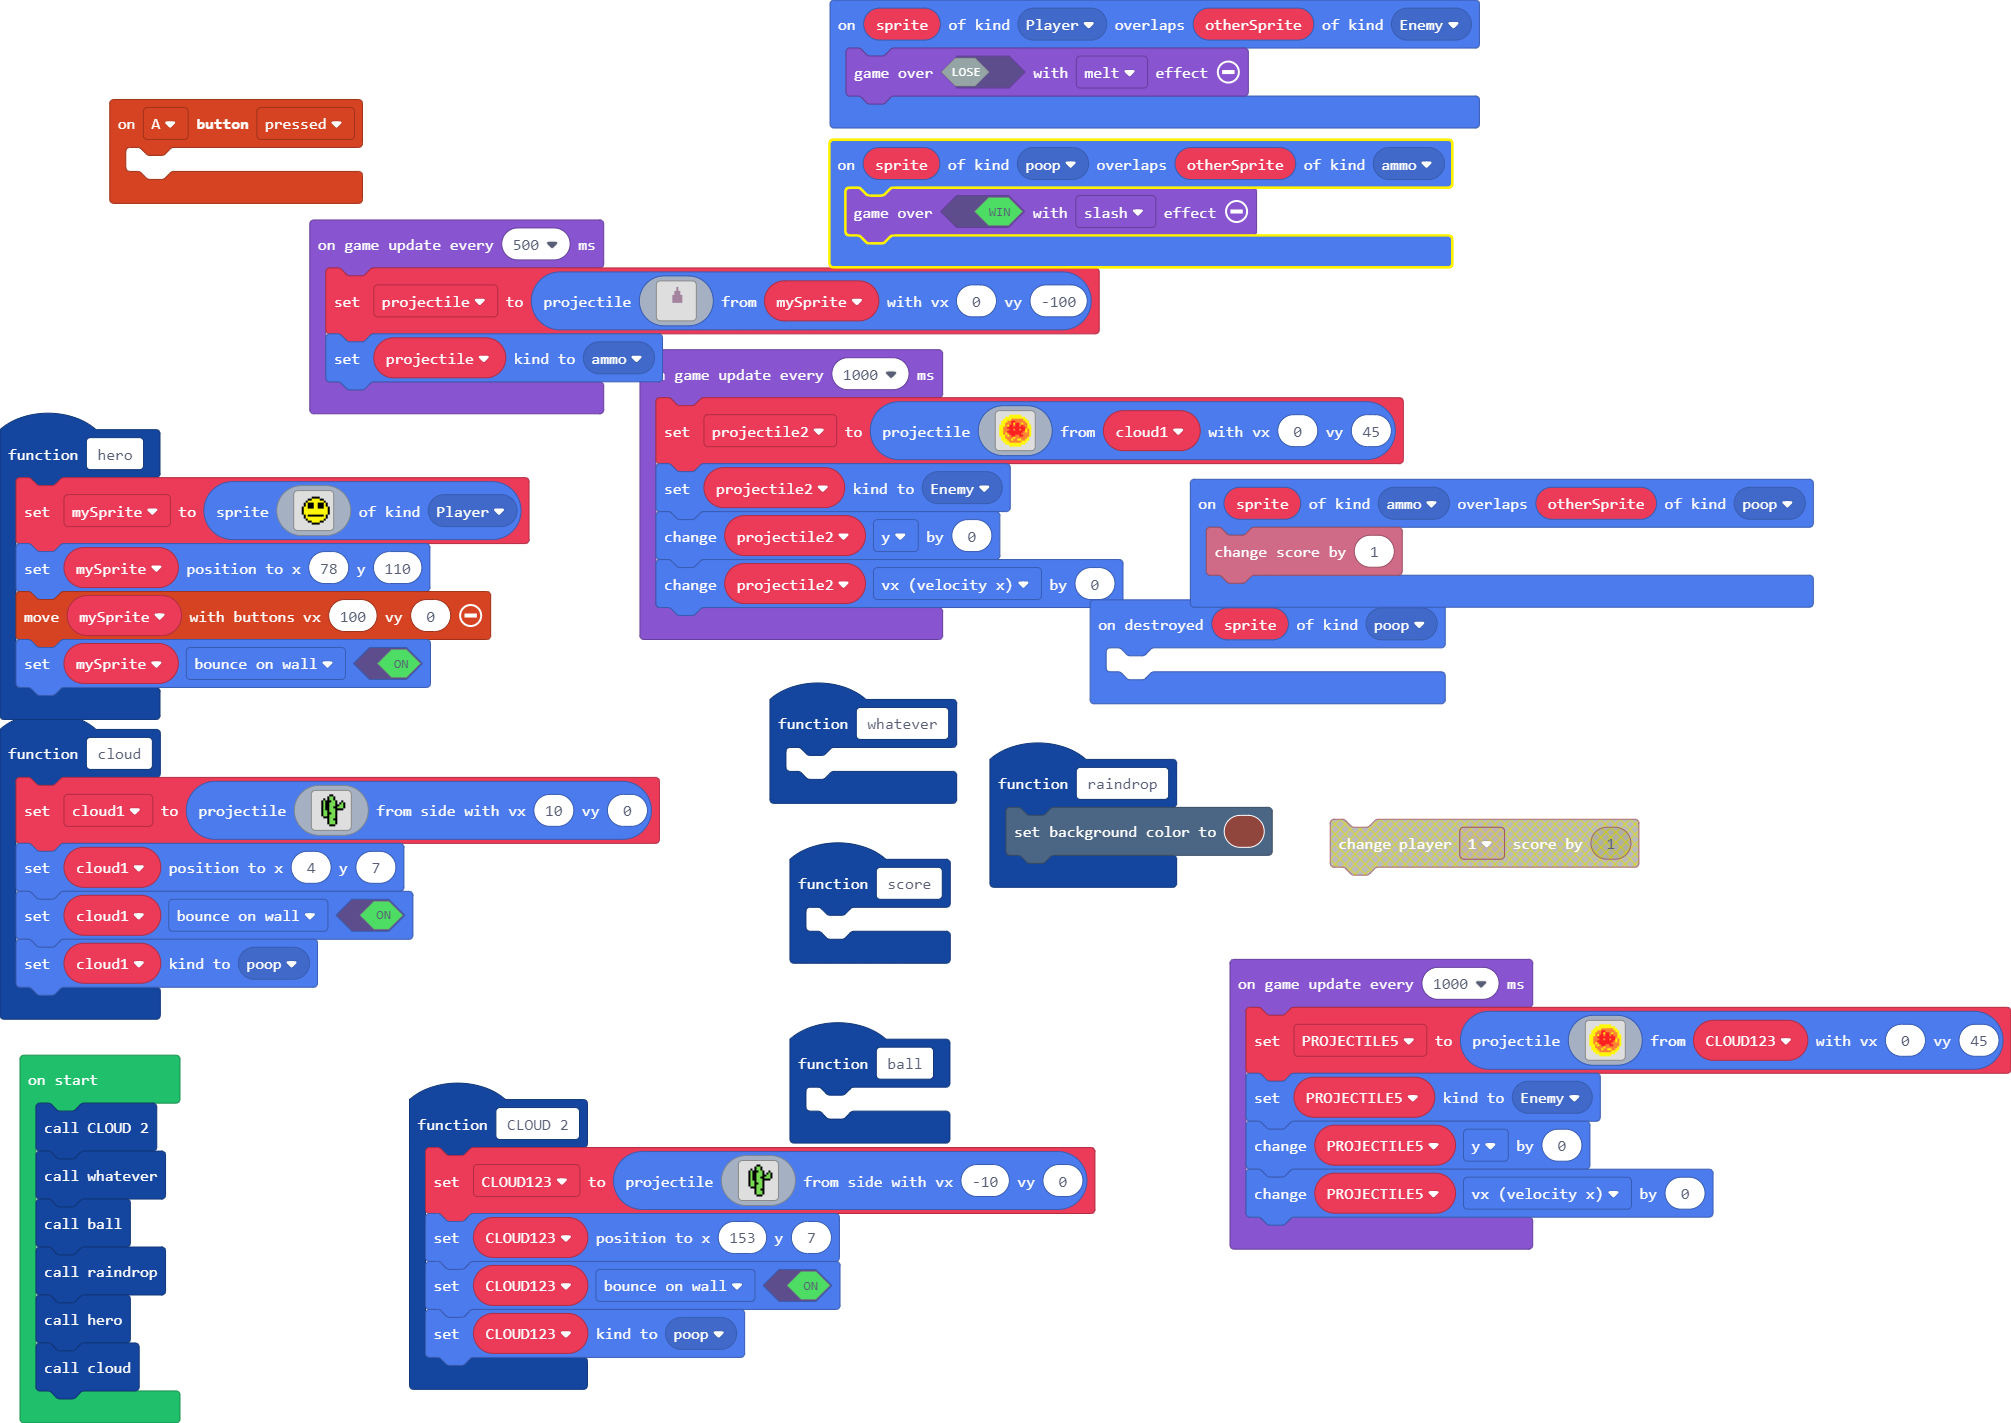 on sprite of kind Player overlaps otherSprite of kind Enemy
game over LOSE with melt effect
on A button pressed
on sprite of kind poop overlaps otherSprite of kind ammo
game over WIN with slash effect
on game update every 500 ms
set projectile to projectile from mySprite with vx 0 vy -100
set projectile kind to ammo
game update every 1000 ms
set projectile2 to projectile from cloud1 with vx 0 vy 45
set projectile2 kind to Enemy
change projectile2 y by 0
change projectile2 vx (velocity x) by 0
function hero
set mySprite to sprite of kind Player
set mySprite position to x 78 y 110
move mySprite with buttons vx 100 vy 0
set mySprite bounce on wall ON
on sprite of kind ammo overlaps otherSprite of kind poop
change score by 1
on destroyed sprite of kind poop
function cloud
set cloud1 to projectile from side with vx 10 vy 0
set cloud1 position to x 4 y 7
set cloud1 bounce on wall ON
set cloud1 kind to poop
function whatever
function raindrop
set background color to
change player 1 score by 1
function score
function ball
on start
call CLOUD 2
call whatever
call ball
call raindrop
call hero
call cloud
function CLOUD 2
set CLOUD123 to projectile from side with vx -10 vy 0
set CLOUD123 position to x 153 y 7
set CLOUD123 bounce on wall ON
set CLOUD123 kind to poop
on game update every 1000 ms
set PROJECTILE5 to projectile from CLOUD123 with vx 0 vy 45
set PROJECTILE5 kind to Enemy
change PROJECTILE5 y by 0
change PROJECTILE5 vx (velocity x) by 0